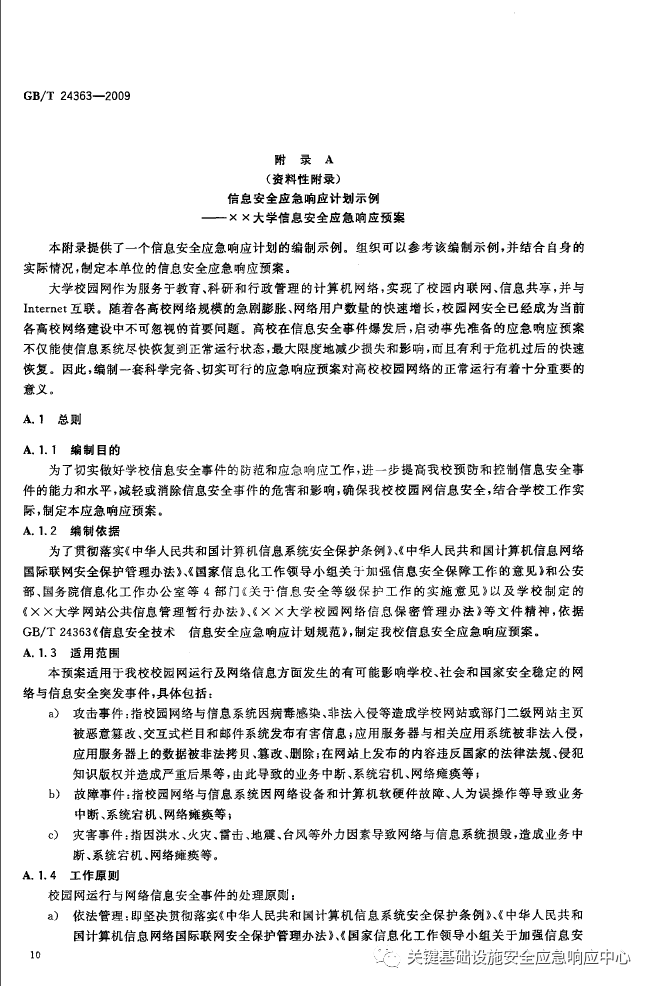 GB/T 24363—2009
附 录 A
(资料性附录)
信息安全应急响应计划示例
——××大学信息安全应急响应预案
本附录提供了一个信息安全应急响应计划的编制示例。组织可以参考该编制示例,并结合自身的
实际情况,制定本单位的信息安全应急响应预案。
大学校园网作为服务于教育、科研和行政管理的计算机网络,实现了校园内联网、信息共享,并与
Internet 互联。随着各高校网络规模的急剧膨胀、网络用户数量的快速增长,校园网安全已经成为当前
各高校网络建设中不可忽视的首要问题。高校在信息安全事件爆发后,启动事先准备的应急响应预案
不仅能使信息系统尽快恢复到正常运行状态,最大限度地减少损失和影响,而且有利于危机过后的快速
恢复。因此,编制一套科学完备、切实可行的应急响应预案对高校校园网络的正常运行有着十分重要的
意义。
A.1 总则
A.1.1 编制目的
为了切实做好学校信息安全事件的防范和应急响应工作,进一步提高我校预防和控制信息安全事
件的能力和水平,减轻或消除信息安全事件的危害和影响,确保我校校园网信息安全,结合学校工作实
际,制定本应急响应预案。
A.1.2 编制依据
为了贯彻落实《中华人民共和国计算机信息系统安全保护条例》、《中华人民共和国计算机信息网络
国际联网安全保护管理办法》、《国家信息化工作领导小组关于加强信息安全保障工作的意见》和公安
部、国务院信息化工作办公室等 4 部门《关于信息安全等级保护工作的实施意见》以及学校制定的
《××大学网站公共信息管理暂行办法》、《××大学校园网络信息保密管理办法》等文件精神,依据
GB/T 24363《信息安全技术 信息安全应急响应计划规范》,制定我校信息安全应急响应预案。
A.1.3 适用范围
本预案适用于我校校园网运行及网络信息方面发生的有可能影响学校、社会和国家安全稳定的网
络与信息安全突发事件,具体包括:
a) 攻击事件:指校园网络与信息系统因病毒感染、非法入侵等造成学校网站或部门二级网站主页
被恶意篡改、交互式栏目和邮件系统发布有害信息;应用服务器与相关应用系统被非法入侵,
应用服务器上的数据被非法拷贝、篡改、删除;在网站上发布的内容违反国家的法律法规、侵犯
知识版权并造成严重后果等,由此导致的业务中断、系统宕机、网络瘫痪等;
b) 故障事件:指校园网络与信息系统因网络设备和计算机软硬件故障、人为误操作等导致业务
中断、系统宕机、网络瘫痪等;
c) 灾害事件:指因洪水、火灾、雷击、地震、台风等外力因素导致网络与信息系统损毁,造成业务中
断、系统宕机、网络瘫痪等。
A.1.4 工作原则
校园网运行与网络信息安全事件的处理原则:
a) 依法管理:即坚决贯彻落实《中华人民共和国计算机信息系统安全保护条例》、《中华人民共和
国计算机信息网络国际联网安全保护管理办法》、《国家信息化工作领导小组关于加强信息安
10
关键基础设施安全应急响应中心